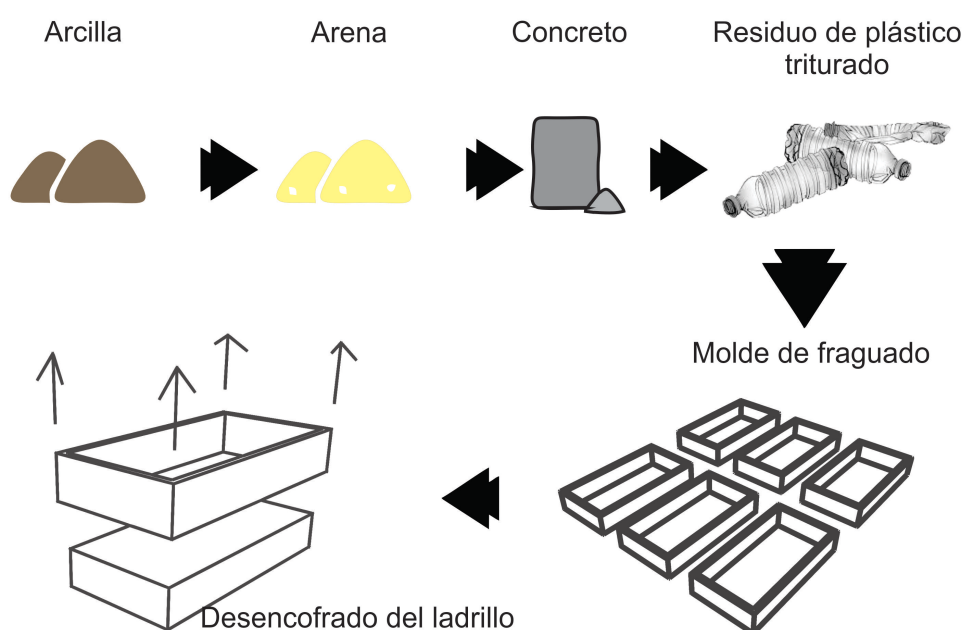 Arcilla
Arena
Concreto
Residuo de plástico
triturado
Molde de fraguado
Desencofrado del ladrillo